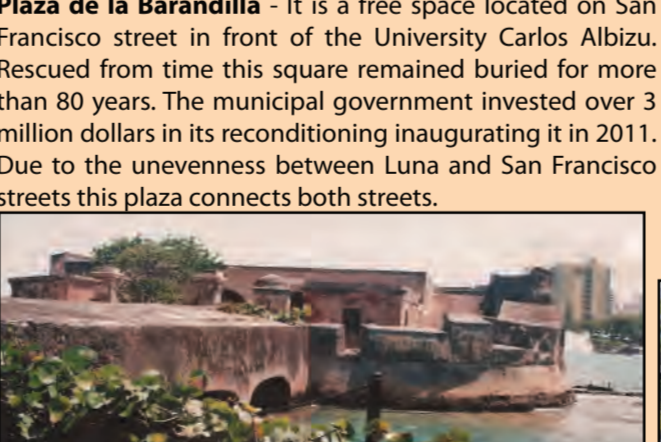 Plaza de la Barandilla - It is a free space located on San
Francisco street in front of the University Carlos Albizu.
Rescued from time this square remained buried for more
than 80 years. The municipal government invested over 3
million dollars in its reconditioning inaugurating it in 2011.
Due to the unevenness between Luna and San Francisco
streets this plaza connects both streets.